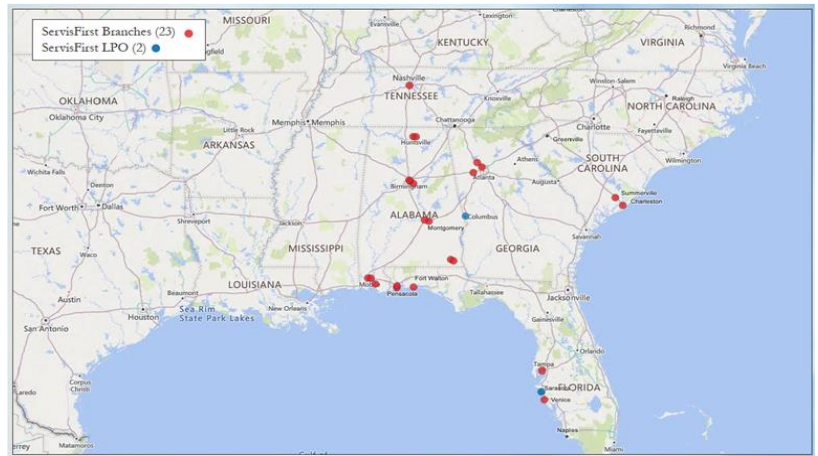 ServisFirst Branches (23)
ServisFirst LPO (2)
MISSOURI
Evansville
Lexington
KENTUCKY
VIRGINIA
Richmond
Virginia Beach
Nashville
TENNESSEE
Knoxville
Winston-Salem
Raleigh
NORTH CAROLINA
OKLAHOMA
Oklahoma City
Memphis Memphis
Chattanooga
Charlotte
Fayetteville
Little Rock
ARKANSAS
Huntsville
Greenville
Wilmington
Wichita Falls
Birmingham
Atlanta
Athens
SOUTH
CAROLINA
Augusta
Summerville
Charleston
Denton
Fort Worth
Dallas
Shreveport
Jackson
ALABAMA
Montgomery
Columbus
Savannah
TEXAS
Waco
MISSISSIPPI
GEORGIA
LOUISIANA
Fort Walton
Pensacola
Tallahassee
Jacksonville
Austin
Beaumont
Houston
Sea Rim
State Park Lakes
New Orleans
Gainesville
San Antonio
Orlando
Tampa
FLORIDA
Venice
Corpus
Christi
Laredo
Naples
Miami
Matamoros